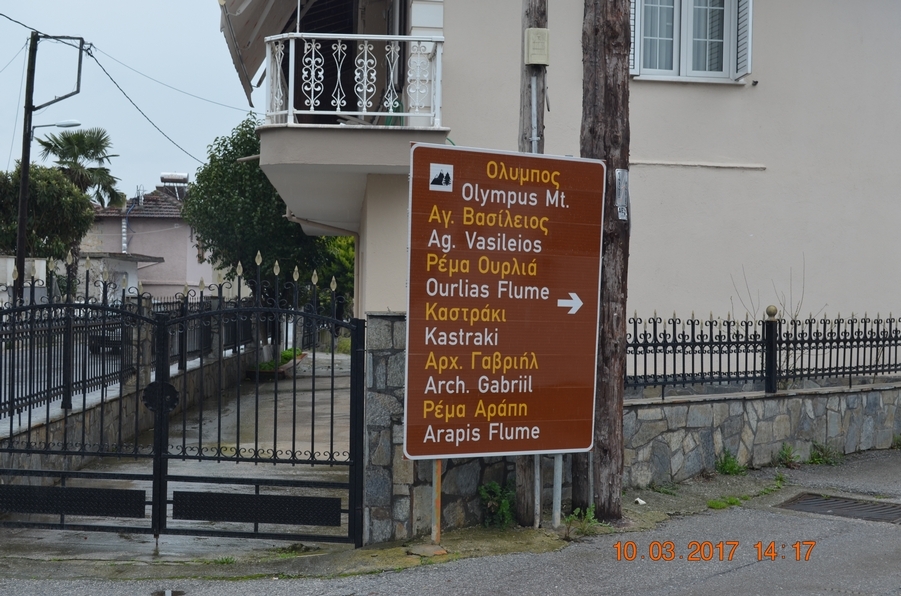 Ολυμπος
Olympus Mt.
Αγ. Βασίλειος
Ag. Vasileios
Ρέμα Ουρλιά
Ourlias Flume
Καστράκι
Kastraki
Αρχ. Γαβριήλ
Arch. Gabriil
Ρέμα Αράπη
Arapis Flume
10.03.2017 14:17